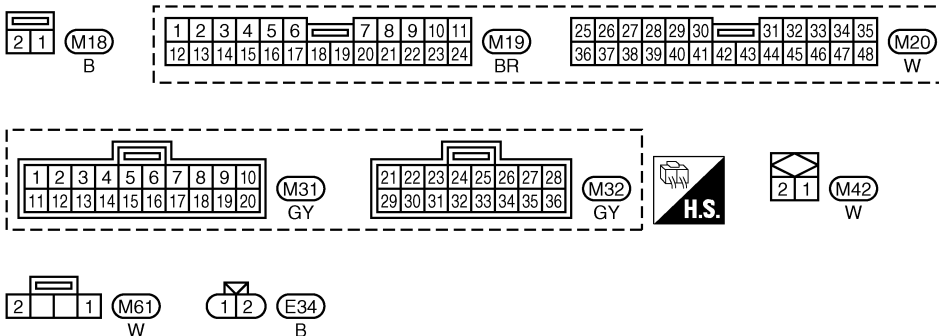 2 1 M18 B
1 2 3 4 5 6 7 8 9 10 11
12 13 14 15 16 17 18 19 20 21 22 23 24
M19
BR
25 26 27 28 29 30 31 32 33 34 35
36 37 38 39 40 41 42 43 44 45 46 47 48
M20
W
1 2 3 4 5 6 7 8 9 10
11 12 13 14 15 16 17 18 19 20
M31
GY
21 22 23 24 25 26 27 28
29 30 31 32 33 34 35 36
M32
GY
H.S.
2 1
M42
W
2 1
M61
W
1 2
E34
B